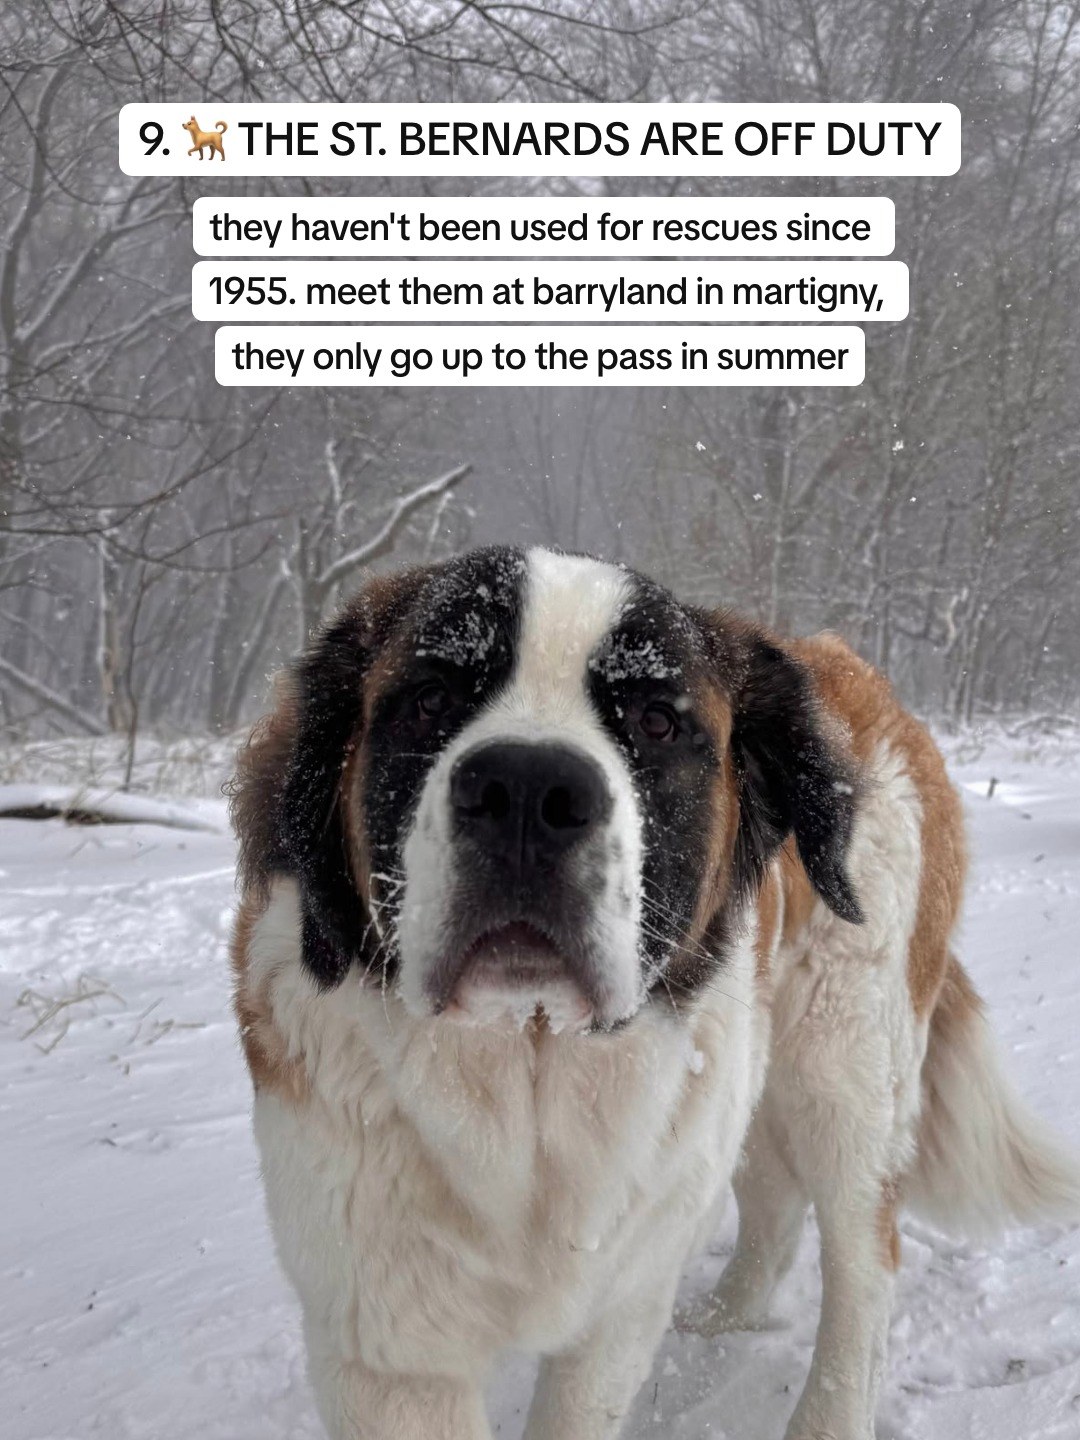 9. 🐕 THE ST. BERNARDS ARE OFF DUTY
they haven't been used for rescues since
1955. meet them at barryland in martigny,
they only go up to the pass in summer